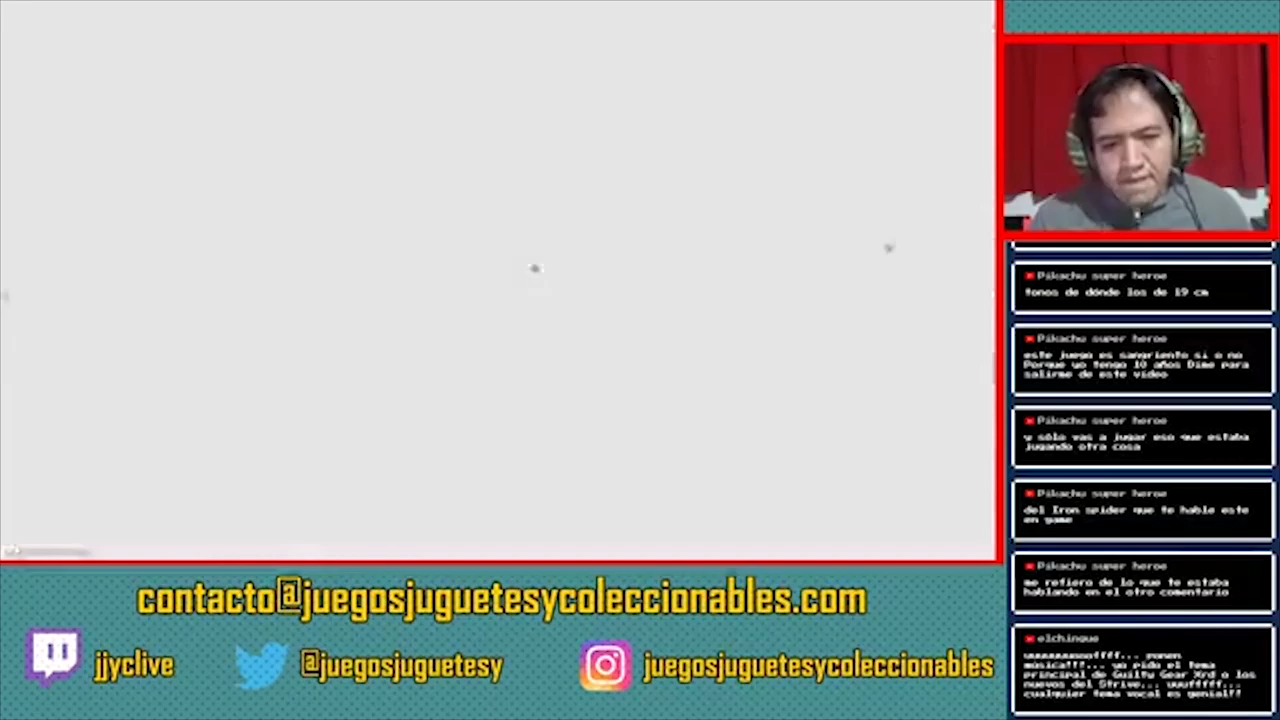 Pikachu super heroe
tonos de dónde los de 19 cm
Pikachu super heroe
este juego es sangriento si o no
Porque yo tengo 10 años Dime para
salirme de este vídeo
Pikachu super heroe
y sólo vas a jugar eso que estaba
jugando otra cosa
Pikachu super heroe
del Iron spider que te hable este
en game
Pikachu super heroe
me refiero de lo que te estaba
hablando en el otro comentario
elchingue
ponen
música!!!... yo pido el tema
principal de Guilty Gear Xrd o los
nuevos del Strive...
cualquier tema vocal es genial!!
contacto@juegosjuguetesycoleccionables.com
jjyclive
@juegosjuguetesy
juegosjuguetesycoleccionables